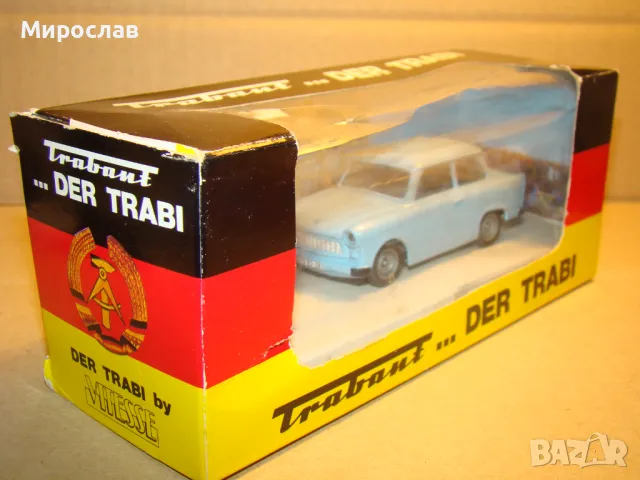 Мирослав
Trabant ... DER TRABI
Trabant
... DER TRABI
DER TRABI by
VITESSE
Trabant ... DER TRABI
BAZAR